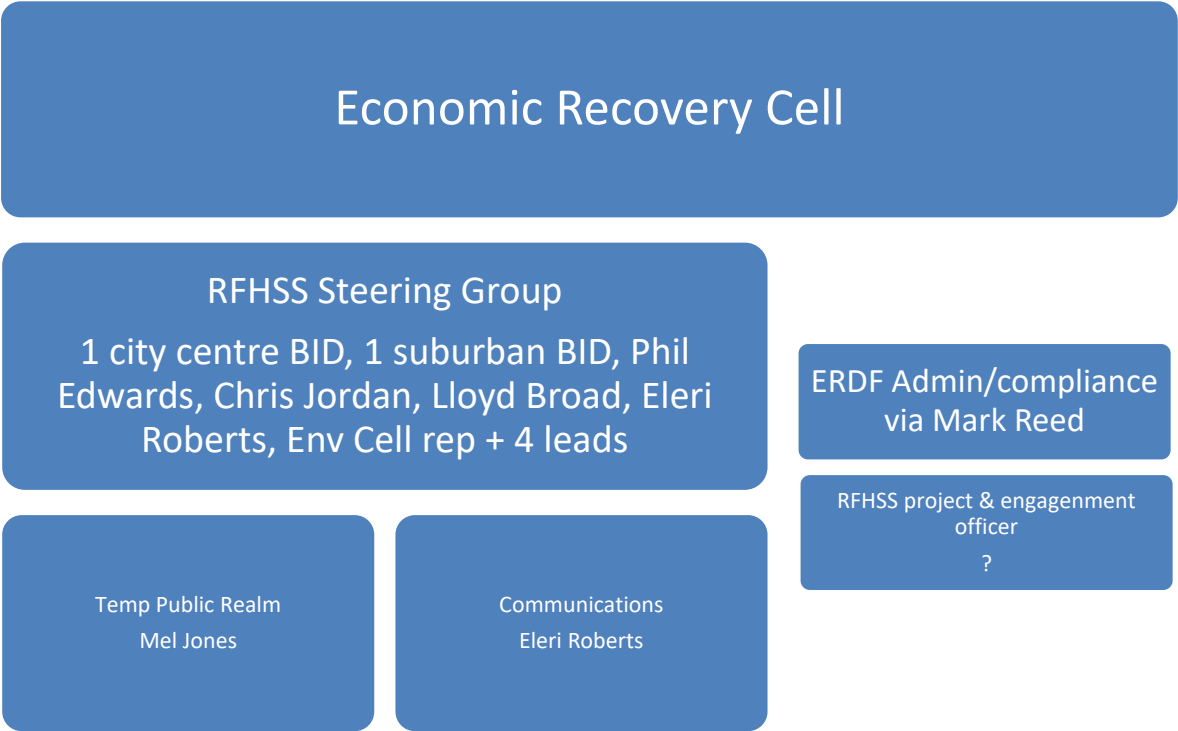 Economic Recovery Cell
RFHSS Steering Group
1 city centre BID, 1 suburban BID, Phil
Edwards, Chris Jordan, Lloyd Broad, Eleri
Roberts, Env Cell rep + 4 leads
ERDF Admin/compliance
via Mark Reed
RFHSS project & engagenment
officer
?
Temp Public Realm
Mel Jones
Communications
Eleri Roberts